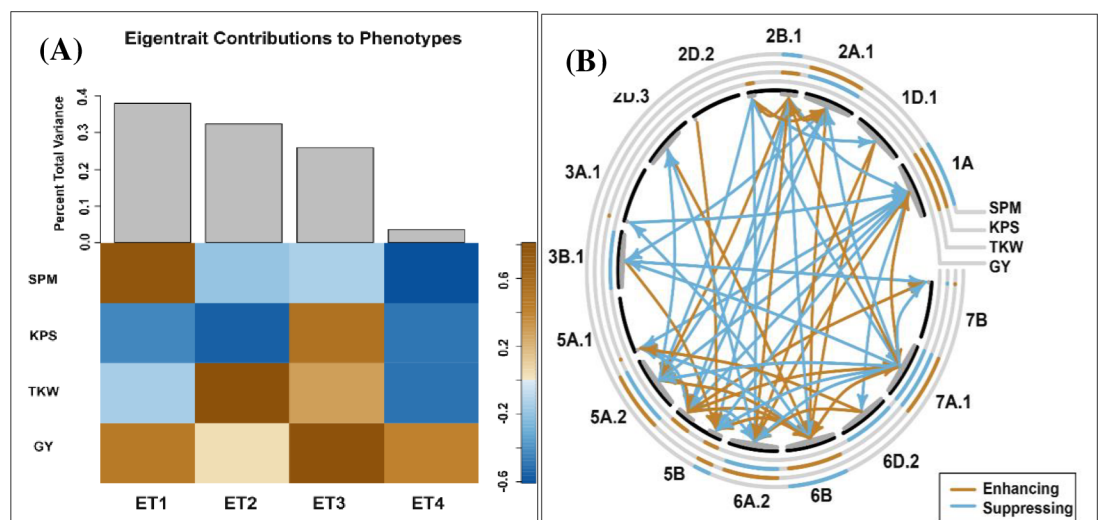 (A)
Eigentrait Contributions to Phenotypes
Percent Total Variance
0.4
0.3
0.2
0.1
0.0
SPM
KPS
TKW
GY
ET1
ET2
ET3
ET4
0.6
0.2
-0.2
-0.6
(B)
2B.1
2A.1
2D.2
1D.1
2D.3
1A
3A.1
SPM
KPS
TKW
GY
3B.1
7B
5A.1
7A.1
5A.2
6D.2
5B
6A.2
6B
Enhancing
Suppressing